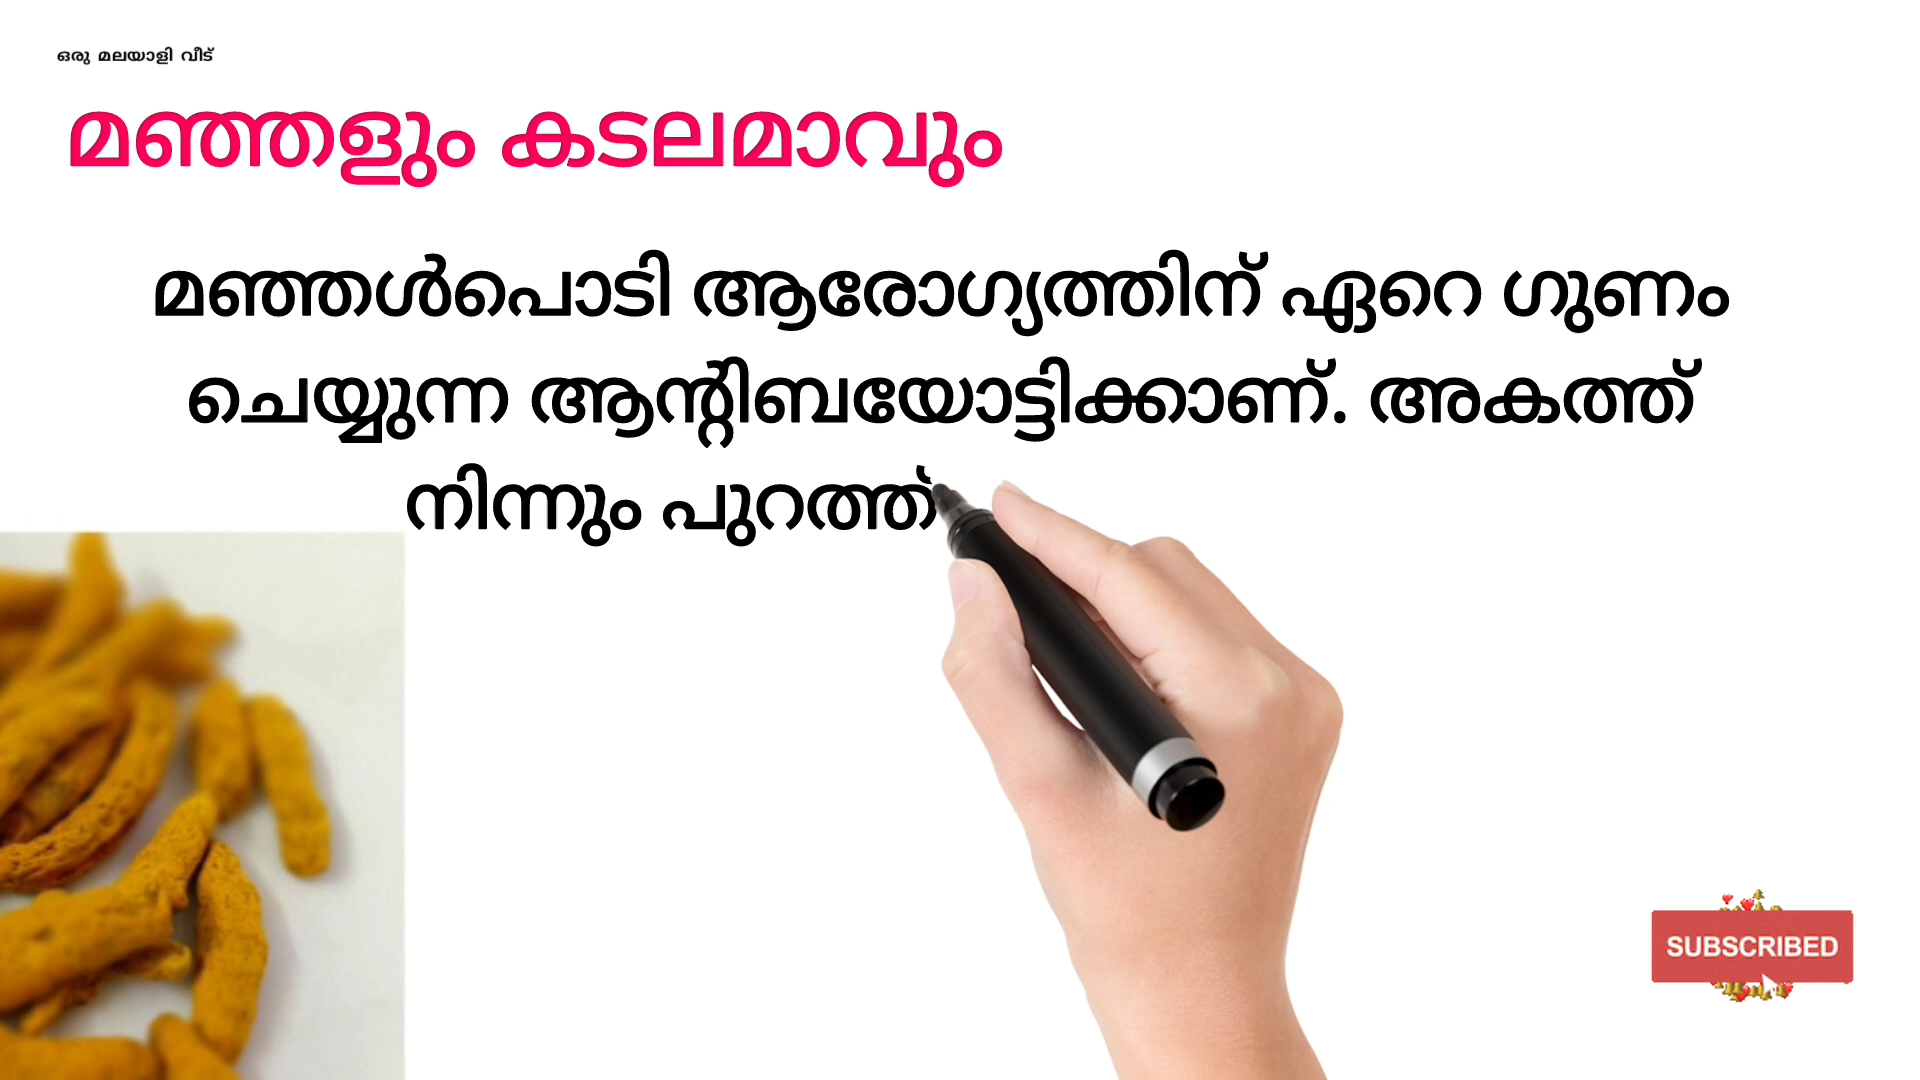 ഒരു മലയാളി വീട്
മഞ്ഞളും കടലമാവും
മഞ്ഞൾപൊടി ആരോഗ്യത്തിന് ഏറെ ഗുണം
ചെയ്യുന്ന ആന്റിബയോട്ടിക്കാണ്. അകത്ത്
നിന്നും പുറത്ത്
SUBSCRIBED